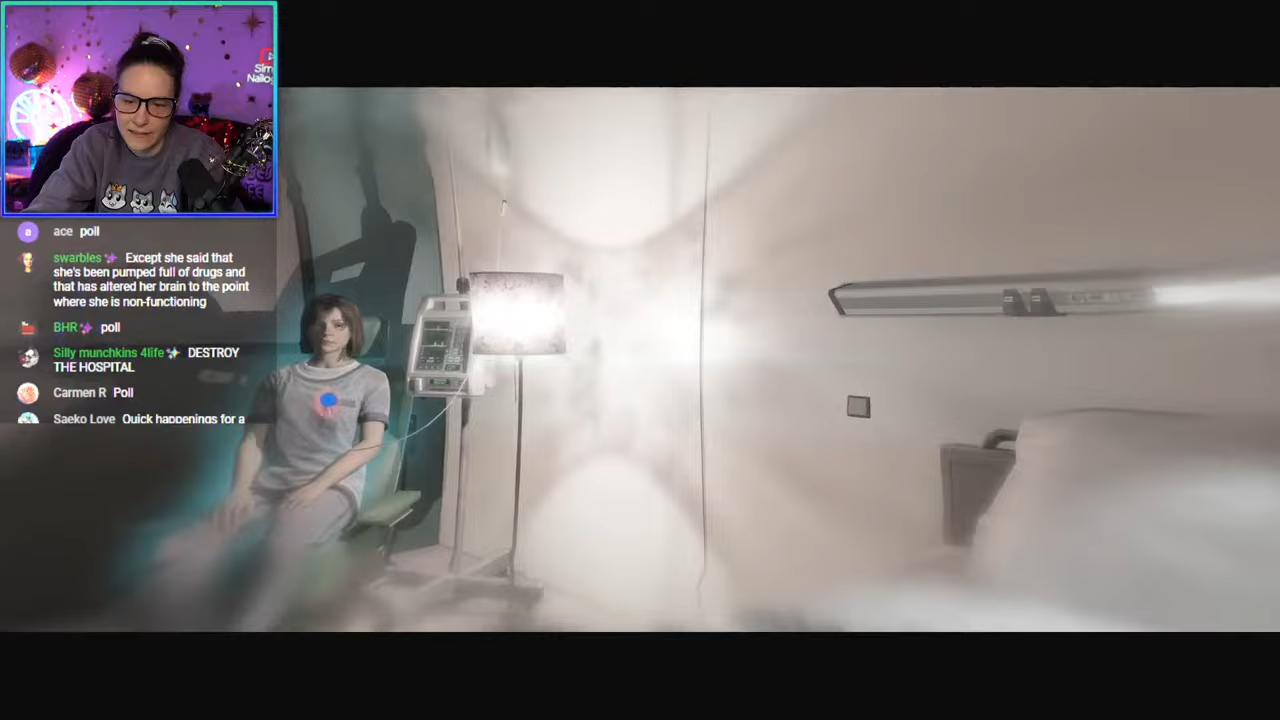 Sim
Nailo
ace poll
swarbles Except she said that
she's been pumped full of drugs and
that has altered her brain to the point
where she is non-functioning
BHR poll
Silly munchkins 4life DESTROY
THE HOSPITAL
Carmen R Poll
Saeko Love Quick happenings for a